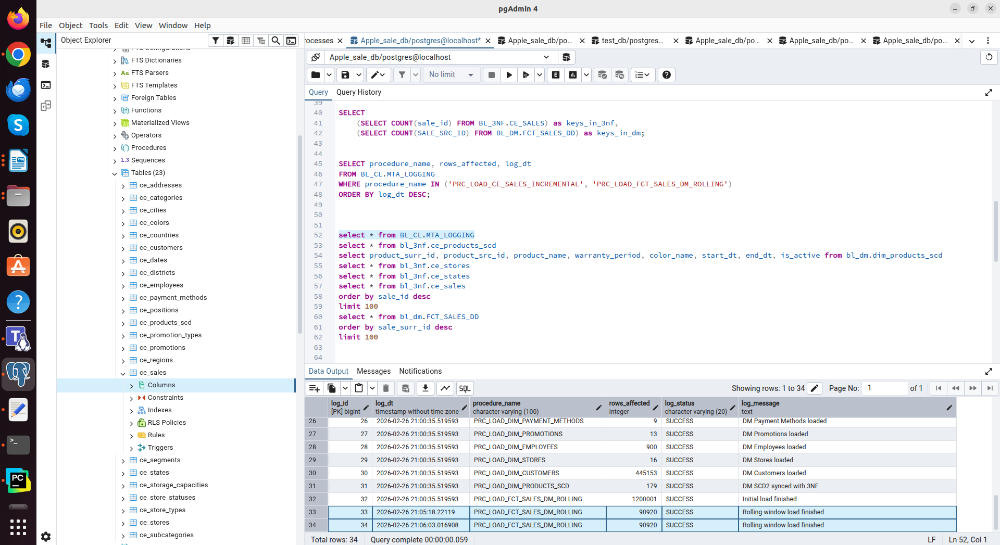 pgAdmin 4
File Object Tools Edit View Window Help
Object Explorer
FTS Configurations
FTS Dictionaries
Aa FTS Parsers
FTS Templates
Foreign Tables
Functions
Materialized Views
Operators
Procedures
1..3 Sequences
Tables (23)
ce_addresses
ce_categories
ce_cities
ce_colors
ce_countries
ce_customers
ce_dates
ce_districts
ce_employees
ce_payment_methods
ce_positions
ce_products_scd
ce_promotion_types
ce_promotions
ce_regions
ce_sales
Columns
Constraints
Indexes
RLS Policies
Rules
Triggers
ce_segments
ce_states
ce_storage_capacities
ce_store_statuses
ce_store_types
ce_stores
ce_subcategories
rocesses Apple_sale_db/postgres@localhost* Apple_sale_db/po... test_db/postgres... Apple_sale_db/po... Apple_sale_db/po... Apple_sale_db/po...
Apple_sale_db/postgres@localhost
No limit E
Query Query History
39
40 SELECT
41 (SELECT COUNT(sale_id) FROM BL_3NF.CE_SALES) as keys_in_3nf,
42 (SELECT COUNT(SALE_SRC_ID) FROM BL_DM.FCT_SALES_DD) as keys_in_dm;
43
44
45 SELECT procedure_name, rows_affected, log_dt
46 FROM BL_CL.MTA_LOGGING
47 WHERE procedure_name IN ('PRC_LOAD_CE_SALES_INCREMENTAL', 'PRC_LOAD_FCT_SALES_DM_ROLLING')
48 ORDER BY log_dt DESC;
49
50
51
52 select * from BL_CL.MTA_LOGGING
53 select * from bl_3nf.ce_products_scd
54 select product_surr_id, product_src_id, product_name, warranty_period, color_name, start_dt, end_dt, is_active from bl_dm.dim_products_scd
55 select * from bl_3nf.ce_stores
56 select * from bl_3nf.ce_states
57 select * from bl_3nf.ce_sales
58 order by sale_id desc
59 limit 100
60 select * from bl_dm.FCT_SALES_DD
61 order by sale_surr_id desc
62 limit 100
63
64
Data Output Messages Notifications
SQL Showing rows: 1 to 34 Page No: 1 of 1
log_id log_dt procedure_name rows_affected log_status log_message
[PK] bigint timestamp without time zone character varying (100) integer character varying (20) text
26 26 2026-02-26 21:00:35.519593 PRC_LOAD_DIM_PAYMENT_METHODS 9 SUCCESS DM Payment Methods loaded
27 27 2026-02-26 21:00:35.519593 PRC_LOAD_DIM_PROMOTIONS 13 SUCCESS DM Promotions loaded
28 28 2026-02-26 21:00:35.519593 PRC_LOAD_DIM_EMPLOYEES 900 SUCCESS DM Employees loaded
29 29 2026-02-26 21:00:35.519593 PRC_LOAD_DIM_STORES 16 SUCCESS DM Stores loaded
30 30 2026-02-26 21:00:35.519593 PRC_LOAD_DIM_CUSTOMERS 445153 SUCCESS DM Customers loaded
31 31 2026-02-26 21:00:35.519593 PRC_LOAD_DIM_PRODUCTS_SCD 179 SUCCESS DM SCD2 synced with 3NF
32 32 2026-02-26 21:00:35.519593 PRC_LOAD_FCT_SALES_DM_ROLLING 1200001 SUCCESS Initial load finished
33 33 2026-02-26 21:05:18.22119 PRC_LOAD_FCT_SALES_DM_ROLLING 90920 SUCCESS Rolling window load finished
34 34 2026-02-26 21:06:03.016908 PRC_LOAD_FCT_SALES_DM_ROLLING 90920 SUCCESS Rolling window load finished
Total rows: 34 Query complete 00:00:00.059 LF Ln 52, Col 1